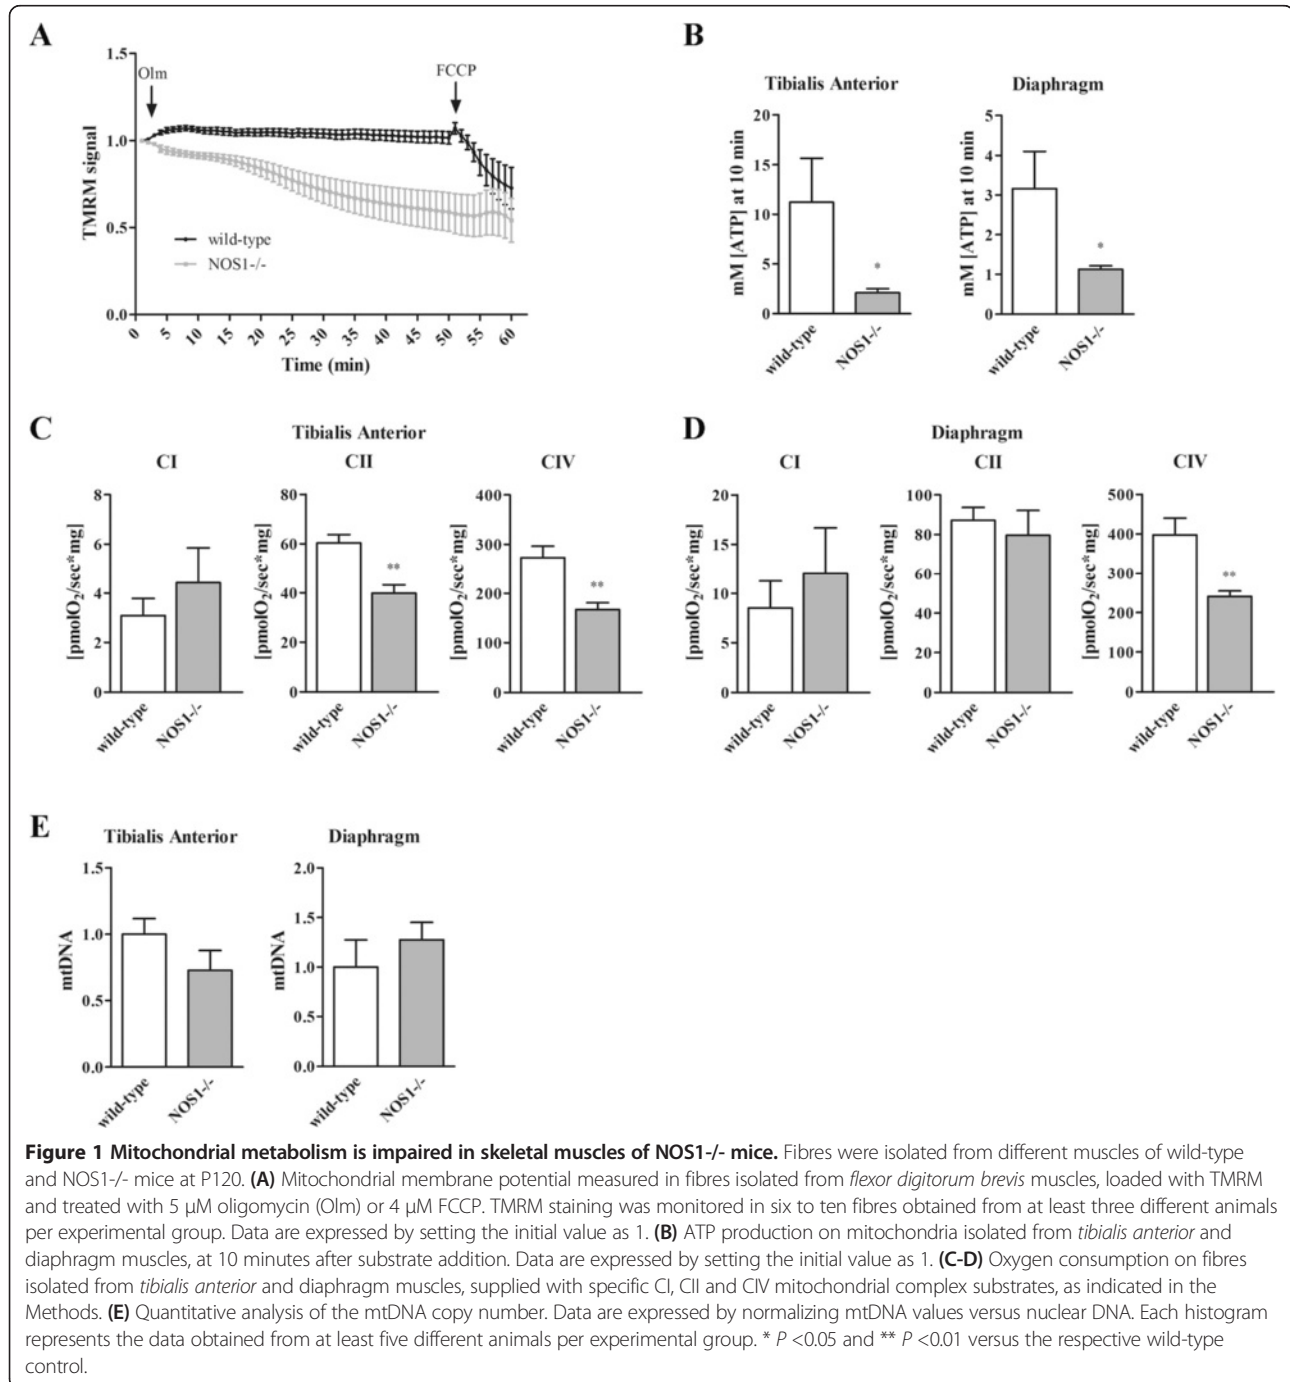 A
1.5
1.0
0.5
0.0
TMRM signal
Olm
FCCP
wild-type
NOS1-/-
0
5
10
15
20
25
30
35
40
45
50
55
60
Time (min)
B
Tibialis Anterior
20
15
10
5
0
mM [ATP] at 10 min
*
wild-type
NOS1-/-
Diaphragm
5
4
3
2
1
0
mM [ATP] at 10 min
*
wild-type
NOS1-/-
C
Tibialis Anterior
CI
8
6
4
2
0
[pmolO2/sec*mg]
wild-type
NOS1-/-
CII
80
60
40
20
0
[pmolO2/sec*mg]
**
wild-type
NOS1-/-
CIV
400
300
200
100
0
[pmolO2/sec*mg]
**
wild-type
NOS1-/-
D
Diaphragm
CI
20
15
10
5
0
[pmolO2/sec*mg]
wild-type
NOS1-/-
CII
100
80
60
40
20
0
[pmolO2/sec*mg]
wild-type
NOS1-/-
CIV
500
400
300
200
100
0
[pmolO2/sec*mg]
**
wild-type
NOS1-/-
E
Tibialis Anterior
1.5
1.0
0.5
0.0
mtDNA
wild-type
NOS1-/-
Diaphragm
2.0
1.5
1.0
0.5
0.0
mtDNA
wild-type
NOS1-/-
Figure 1 Mitochondrial metabolism is impaired in skeletal muscles of NOS1-/- mice. Fibres were isolated from different muscles of wild-type
and NOS1-/- mice at P120. (A) Mitochondrial membrane potential measured in fibres isolated from flexor digitorum brevis muscles, loaded with TMRM
and treated with 5 μM oligomycin (Olm) or 4 μM FCCP. TMRM staining was monitored in six to ten fibres obtained from at least three different animals
per experimental group. Data are expressed by setting the initial value as 1. (B) ATP production on mitochondria isolated from tibialis anterior and
diaphragm muscles, at 10 minutes after substrate addition. Data are expressed by setting the initial value as 1. (C-D) Oxygen consumption on fibres
isolated from tibialis anterior and diaphragm muscles, supplied with specific CI, CII and CIV mitochondrial complex substrates, as indicated in the
Methods. (E) Quantitative analysis of the mtDNA copy number. Data are expressed by normalizing mtDNA values versus nuclear DNA. Each histogram
represents the data obtained from at least five different animals per experimental group. * P <0.05 and ** P <0.01 versus the respective wild-type
control.